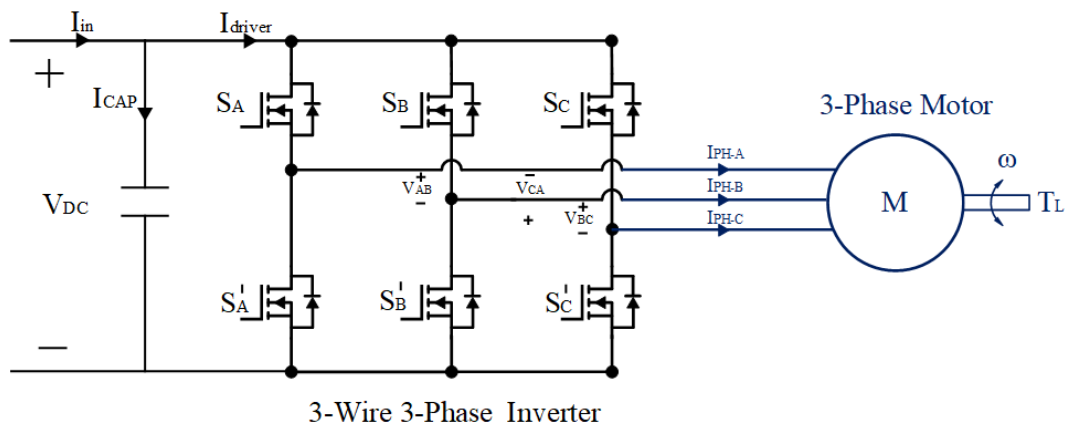 Iin
Idriver
+
ICAP
SA
SB
SC
3-Phase Motor
VDC
+
VAB
−
−
VCA
+
+
VBC
−
IPH-A
IPH-B
IPH-C
M
ω
TL
SA'
SB'
SC'
−
3-Wire 3-Phase Inverter